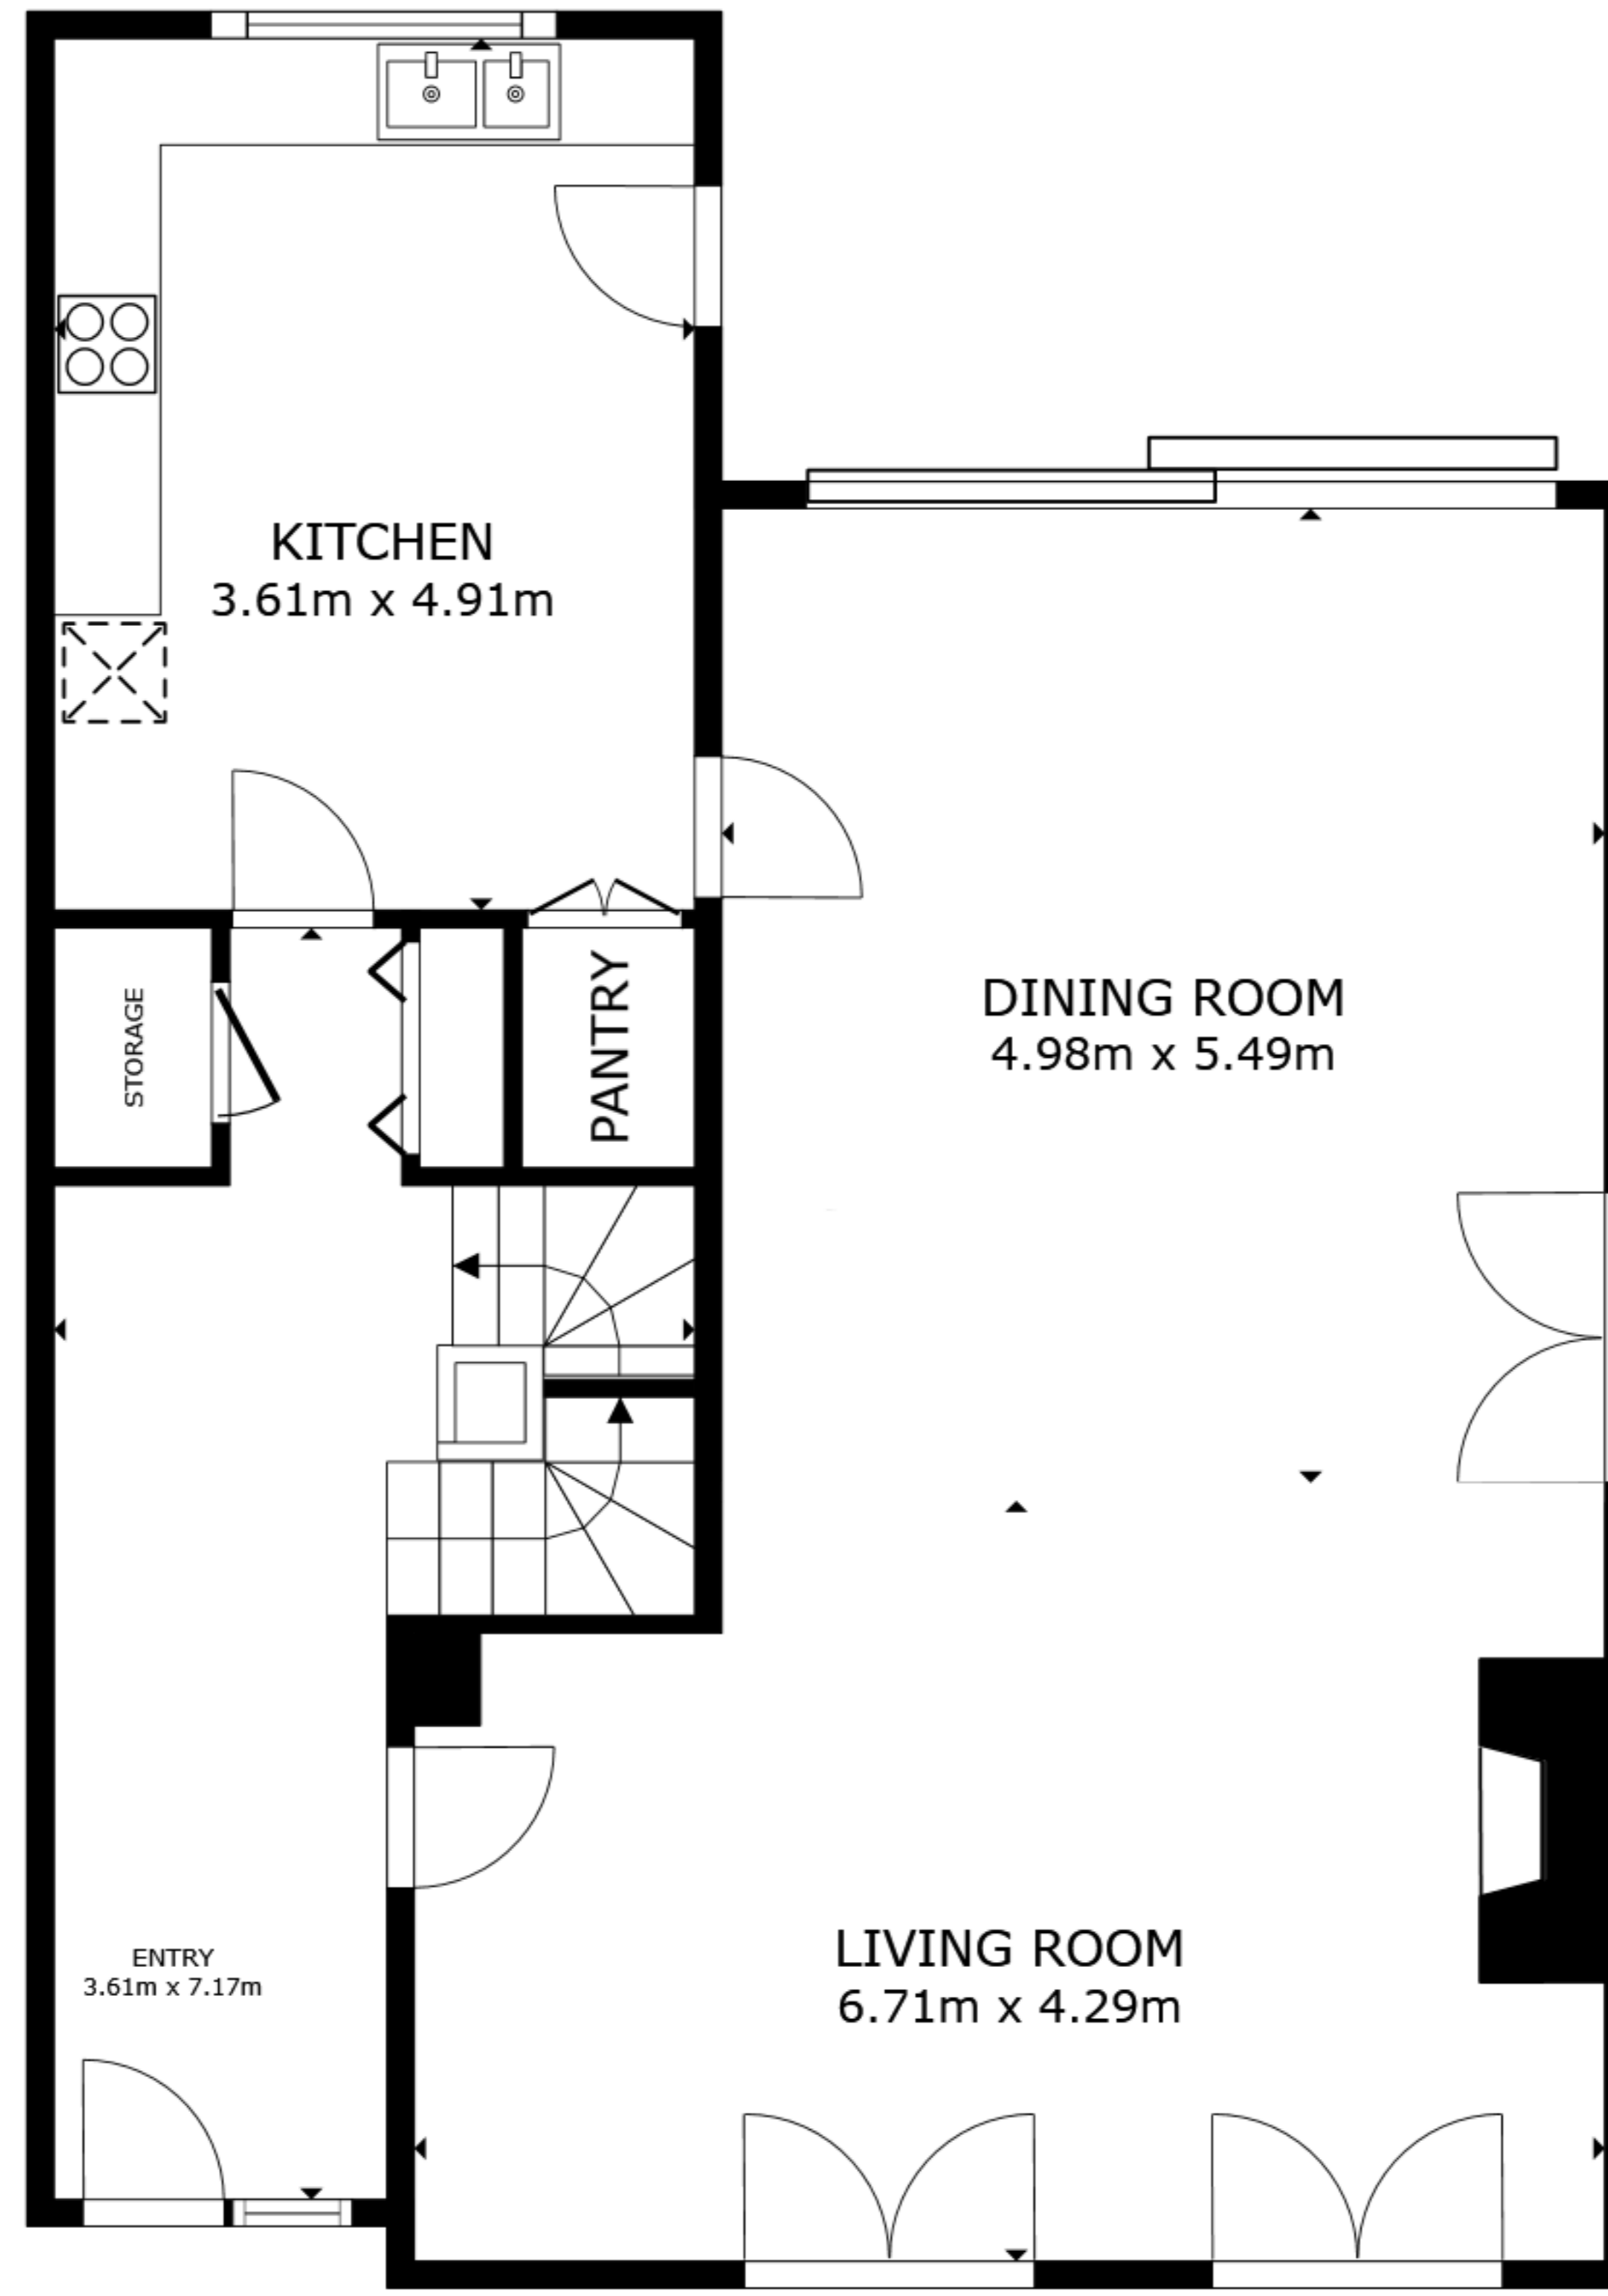 KITCHEN
3.61m x 4.91m
STORAGE
PANTRY
DINING ROOM
4.98m x 5.49m
ENTRY
3.61m x 7.17m
LIVING ROOM
6.71m x 4.29m